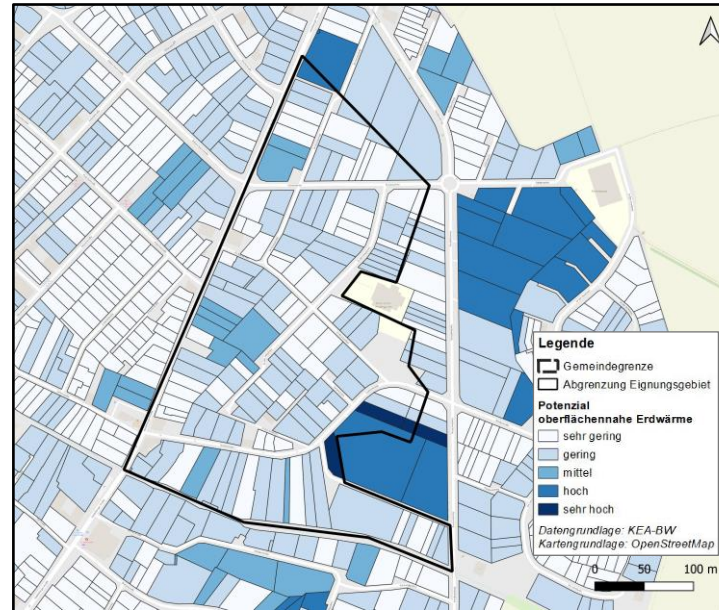 Legende
Gemeindegrenze
Abgrenzung Eignungsgebiet
Potenzial
oberflächennahe Erdwärme
sehr gering
gering
mittel
hoch
sehr hoch
Datengrundlage: KEA-BW
Kartengrundlage: OpenStreetMap
0 50 100 m